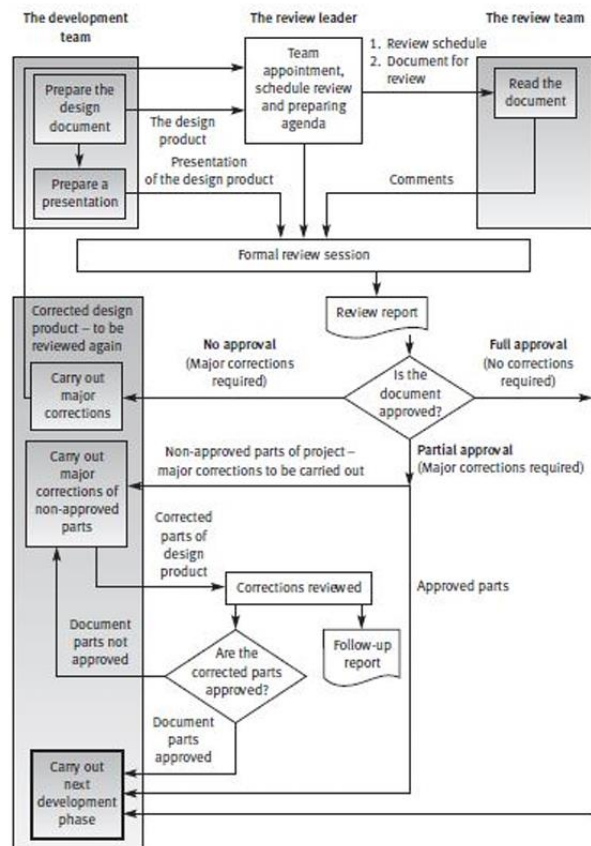 The development
team
The review leader
The review team
Prepare the
design
document
Team
appointment,
schedule review
and preparing
agenda
1. Review schedule
2. Document for
review
Read the
document
The design
product
Prepare a
presentation
Presentation
of the design product
Comments
Formal review session
Review report
Corrected design
product – to be
reviewed again
No approval
(Major corrections
required)
Full approval
(No corrections
required)
Is the
document
approved?
Carry out
major
corrections
Partial approval
(Major corrections required)
Non-approved parts of project –
major corrections to be carried out
Carry out
major
corrections of
non-approved
parts
Corrected
parts of
design
product
Corrections reviewed
Approved parts
Document
parts not
approved
Are the
corrected parts
approved?
Follow-up
report
Document
parts
approved
Carry out
next
development
phase